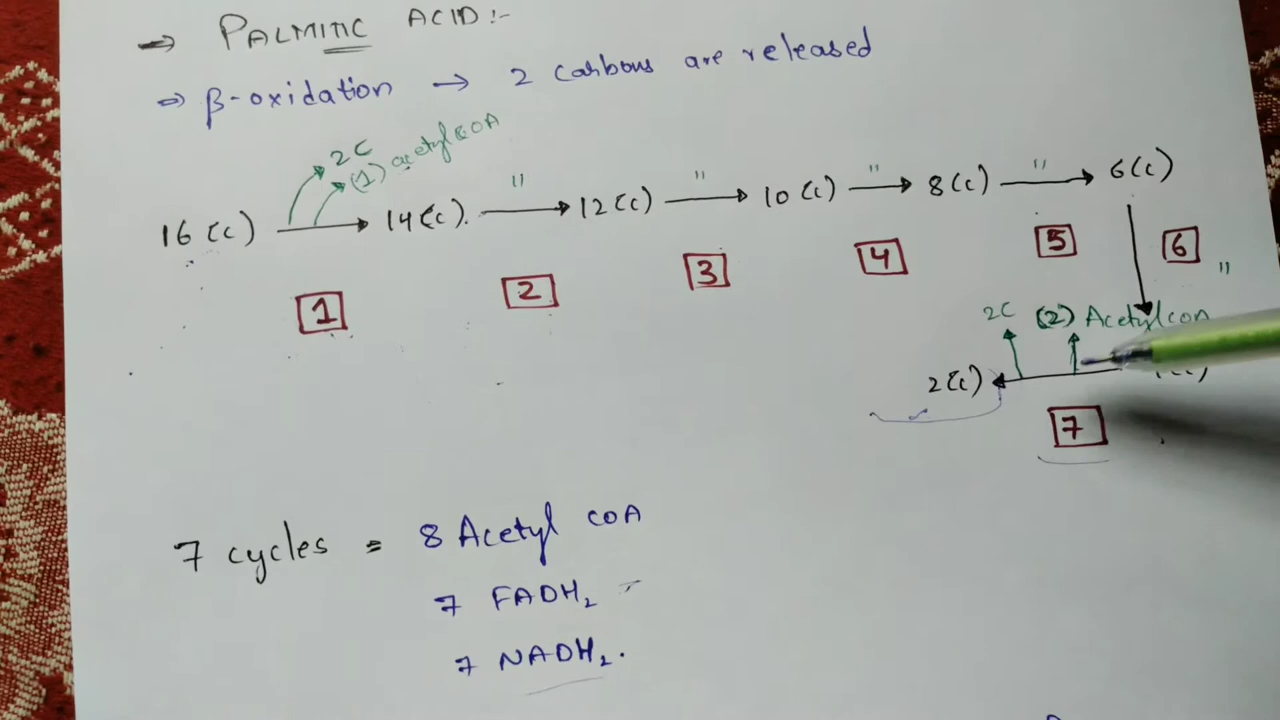 → PALMITIC ACID :-
⇒ β-oxidation → 2 carbons are released
2C
(1) acetyl COA
16 (c) → 14 (c) " → 12 (c) " → 10 (c) " → 8 (c) " → 6 (c)
1 2 3 4 5 6 "
2C (2) Acetyl COA
2 (c)
7
7 cycles = 8 Acetyl COA
7 FADH₂
7 NADH₂.